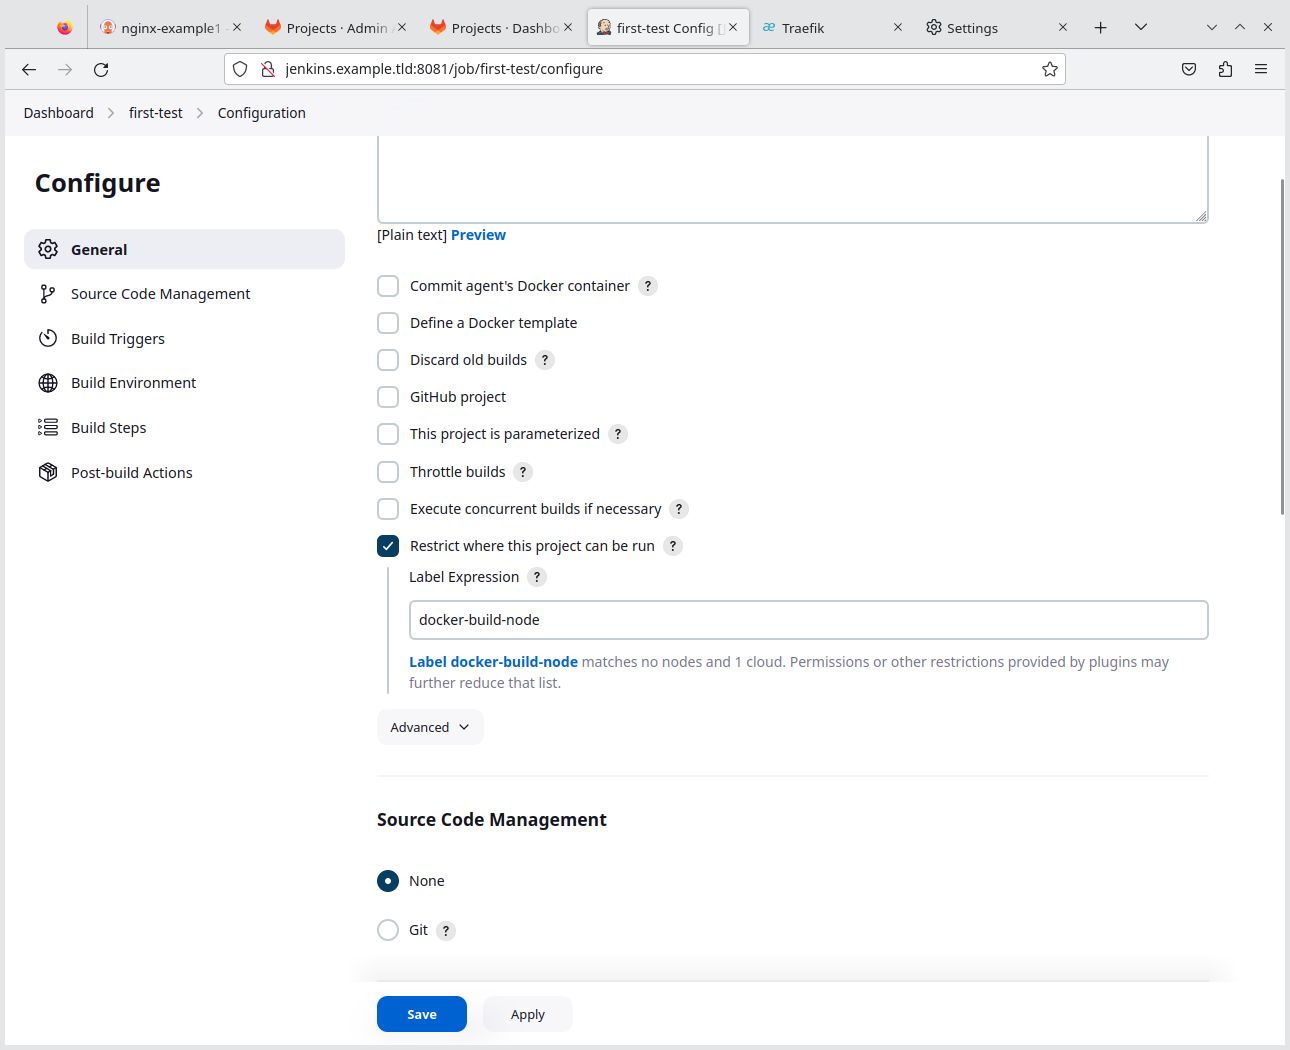 nginx-example1
Projects · Admin
Projects · Dashbo
first-test Config
Traefik
Settings
jenkins.example.tld:8081/job/first-test/configure
Dashboard
first-test
Configuration
Configure
General
Source Code Management
Build Triggers
Build Environment
Build Steps
Post-build Actions
[Plain text] Preview
Commit agent's Docker container ?
Define a Docker template
Discard old builds ?
GitHub project
This project is parameterized ?
Throttle builds ?
Execute concurrent builds if necessary ?
Restrict where this project can be run ?
Label Expression ?
docker-build-node
Label docker-build-node matches no nodes and 1 cloud. Permissions or other restrictions provided by plugins may
further reduce that list.
Advanced
Source Code Management
None
Git ?
Save
Apply